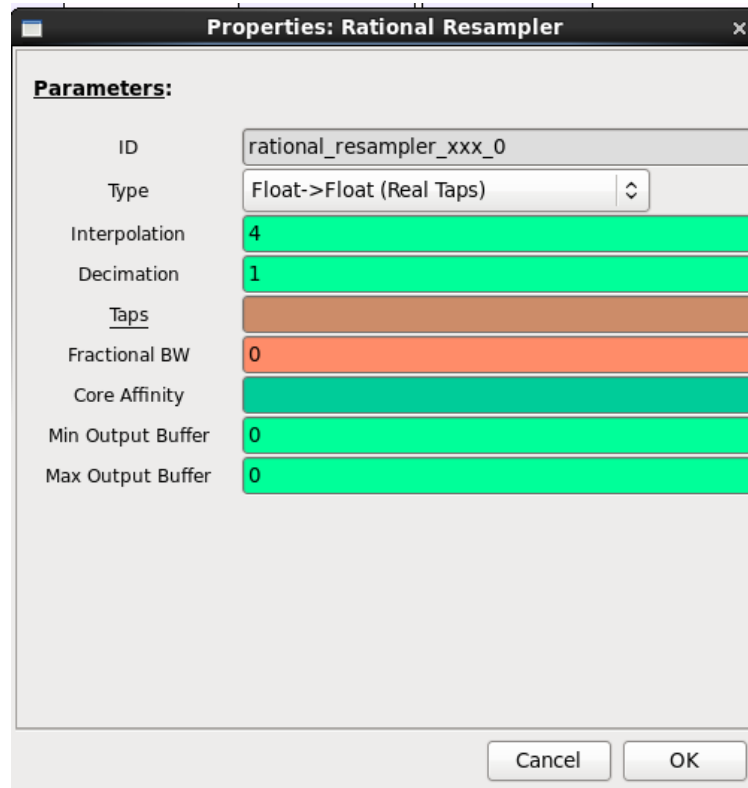 Properties: Rational Resampler
Parameters:
ID rational_resampler_xxx_0
Type Float->Float (Real Taps)
Interpolation 4
Decimation 1
Taps
Fractional BW 0
Core Affinity
Min Output Buffer 0
Max Output Buffer 0
Cancel OK